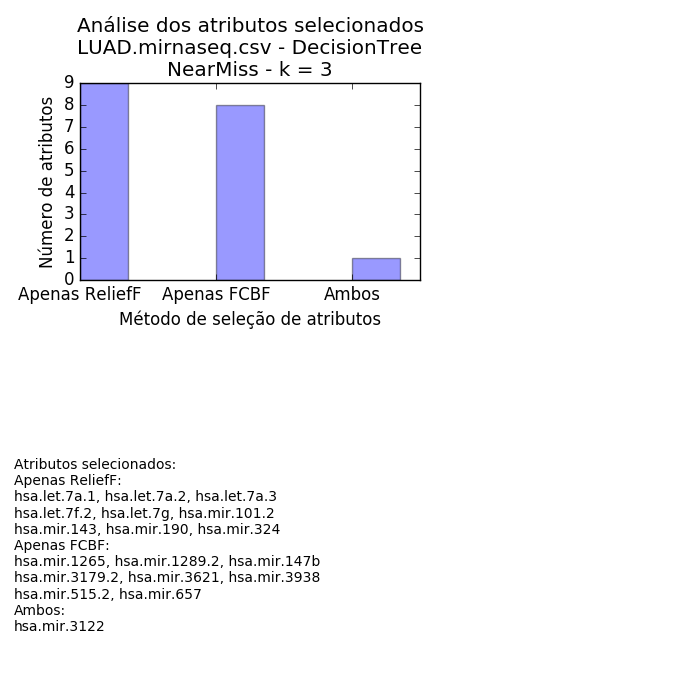 Análise dos atributos selecionados
LUAD.mirnaseq.csv - DecisionTree
NearMiss - k = 3
9
8
7
6
5
4
3
2
1
0
Número de atributos
Apenas ReliefF
Apenas FCBF
Ambos
Método de seleção de atributos
Atributos selecionados:
Apenas ReliefF:
hsa.let.7a.1, hsa.let.7a.2, hsa.let.7a.3
hsa.let.7f.2, hsa.let.7g, hsa.mir.101.2
hsa.mir.143, hsa.mir.190, hsa.mir.324
Apenas FCBF:
hsa.mir.1265, hsa.mir.1289.2, hsa.mir.147b
hsa.mir.3179.2, hsa.mir.3621, hsa.mir.3938
hsa.mir.515.2, hsa.mir.657
Ambos:
hsa.mir.3122